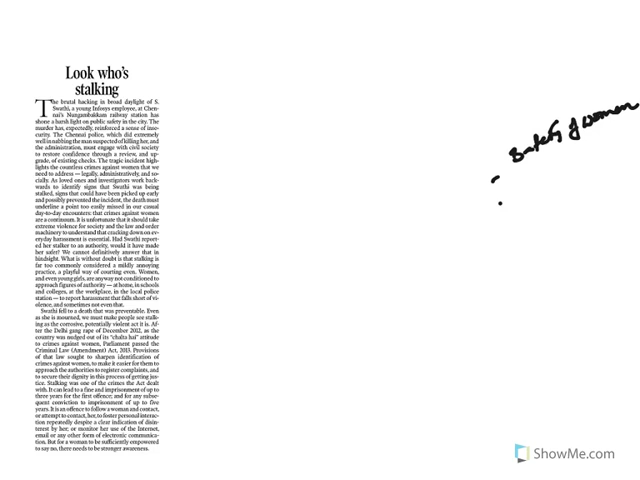 Look who's
stalking
The brutal hacking in broad daylight of S.
Swathi, a young Infosys employee, at Chen-
nai's Nungambakkam railway station has
shone a harsh light on public safety in the city. The
murder has, expectedly, reinforced a sense of inse-
curity. The Chennai police, which did extremely
well in nabbing the man suspected of killing her, and
the administration, must engage with civil society
to restore confidence through a review, and up-
grade, of existing checks. The tragic incident high-
lights the countless crimes against women that we
need to address — legally, administratively, and so-
cially. As loved ones and investigators work back-
wards to identify signs that Swathi was being
stalked, signs that could have been picked up early
and possibly prevented the incident, the death must
underline a point too easily missed in our casual
day-to-day encounters: that crimes against women
are a continuum. It is unfortunate that it should take
extreme violence for society and the law and order
machinery to understand that cracking down on ev-
eryday harassment is essential. Had Swathi report-
ed her stalker to an authority, would it have made
her safer? We cannot definitively answer that in
hindsight. What is without doubt is that stalking is
far too commonly considered a mildly annoying
practice, a playful way of courting even. Women,
and even young girls, are anyway not conditioned to
approach figures of authority — at home, in schools
and colleges, at the workplace, in the local police
station — to report harassment that falls short of vi-
olence, and sometimes not even that.
Swathi fell to a death that was preventable. Even
as she is mourned, we must make people see stalk-
ing as the corrosive, potentially violent act it is. Af-
ter the Delhi gang rape of December 2012, as the
country was nudged out of its “chalta hai” attitude
to crimes against women, Parliament passed the
Criminal Law (Amendment) Act, 2013. Provisions
of that law sought to sharpen identification of
crimes against women, to make it easier for them to
approach the authorities to register complaints, and
to secure their dignity in this process of getting jus-
tice. Stalking was one of the crimes the Act dealt
with. It can lead to a fine and imprisonment of up to
three years for the first offence; and for any subse-
quent conviction to imprisonment of up to five
years. It is an offence to follow a woman and contact,
or attempt to contact, her, to foster personal interac-
tion repeatedly despite a clear indication of disin-
terest by her; or monitor her use of the Internet,
email or any other form of electronic communica-
tion. But for a woman to be sufficiently empowered
to say no, there needs to be stronger awareness.
Safety of women
ShowMe.com